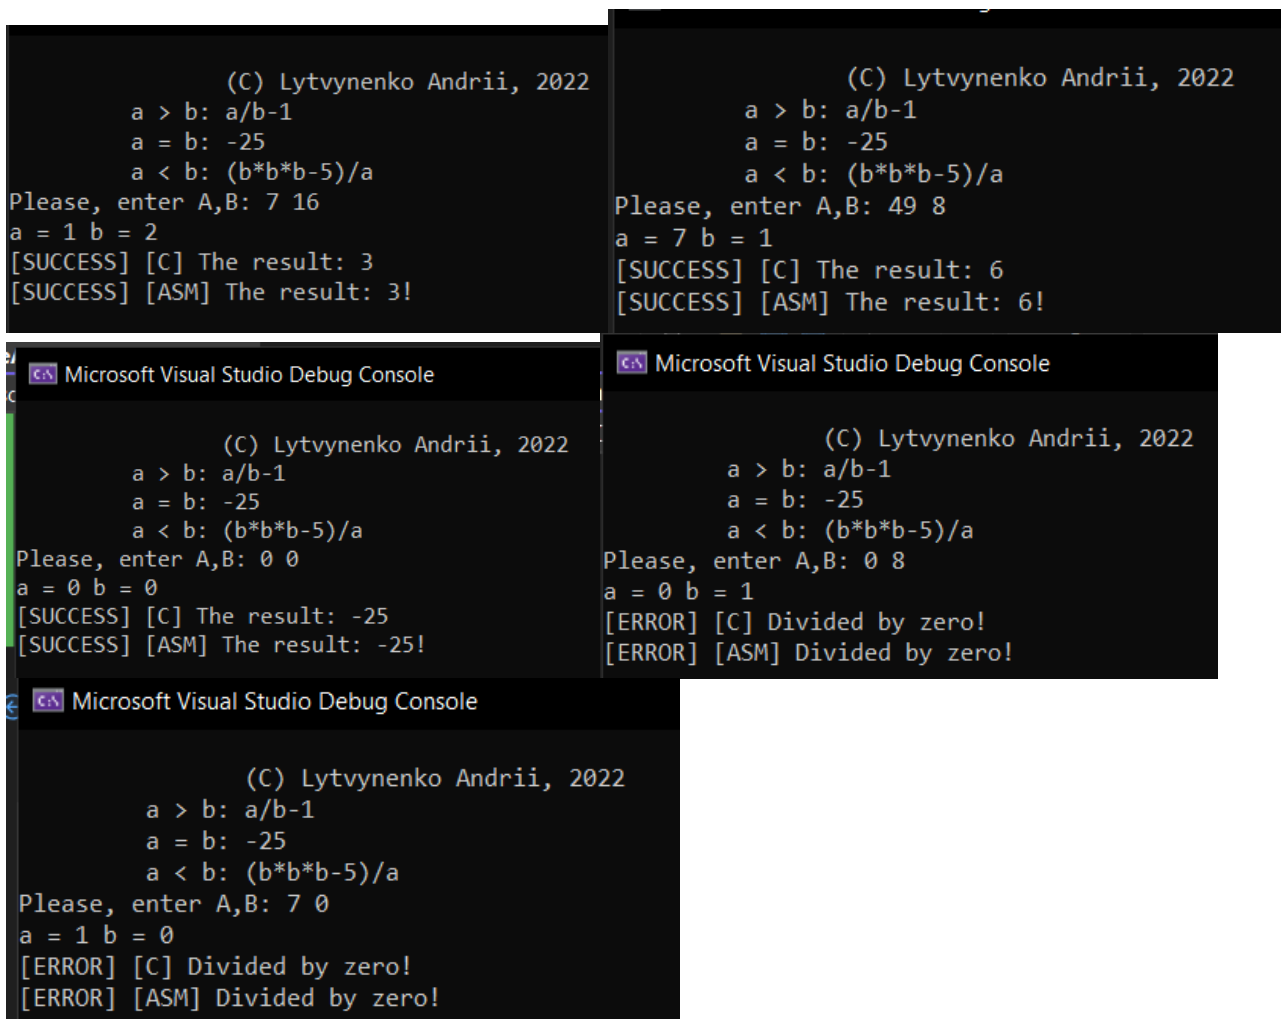 (C) Lytvynenko Andrii, 2022
a > b: a/b-1
a = b: -25
a < b: (b*b*b-5)/a
Please, enter A,B: 7 16
a = 1 b = 2
[SUCCESS] [C] The result: 3
[SUCCESS] [ASM] The result: 3!
(C) Lytvynenko Andrii, 2022
a > b: a/b-1
a = b: -25
a < b: (b*b*b-5)/a
Please, enter A,B: 49 8
a = 7 b = 1
[SUCCESS] [C] The result: 6
[SUCCESS] [ASM] The result: 6!
Microsoft Visual Studio Debug Console
(C) Lytvynenko Andrii, 2022
a > b: a/b-1
a = b: -25
a < b: (b*b*b-5)/a
Please, enter A,B: 0 0
a = 0 b = 0
[SUCCESS] [C] The result: -25
[SUCCESS] [ASM] The result: -25!
Microsoft Visual Studio Debug Console
(C) Lytvynenko Andrii, 2022
a > b: a/b-1
a = b: -25
a < b: (b*b*b-5)/a
Please, enter A,B: 0 8
a = 0 b = 1
[ERROR] [C] Divided by zero!
[ERROR] [ASM] Divided by zero!
Microsoft Visual Studio Debug Console
(C) Lytvynenko Andrii, 2022
a > b: a/b-1
a = b: -25
a < b: (b*b*b-5)/a
Please, enter A,B: 7 0
a = 1 b = 0
[ERROR] [C] Divided by zero!
[ERROR] [ASM] Divided by zero!